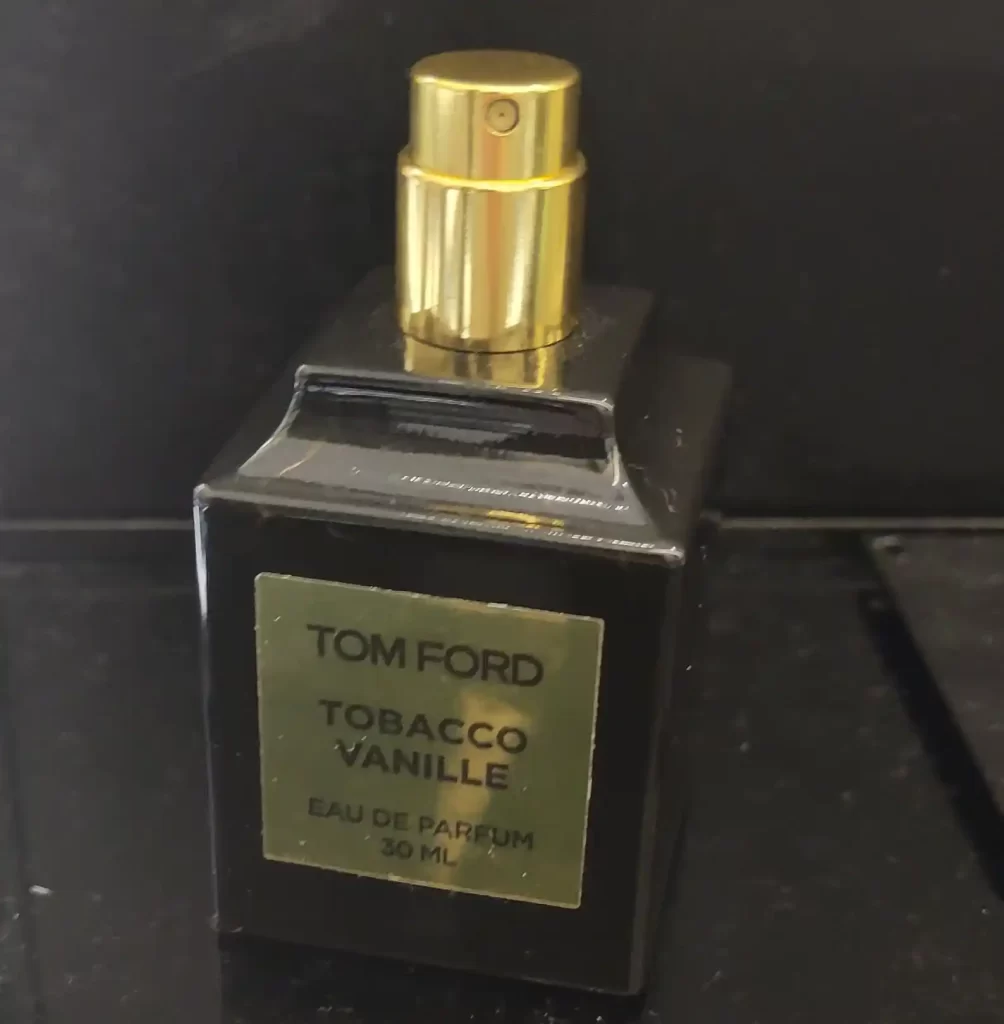 TOM FORD
TOBACCO
VANILLE
EAU DE PARFUM
30 ML